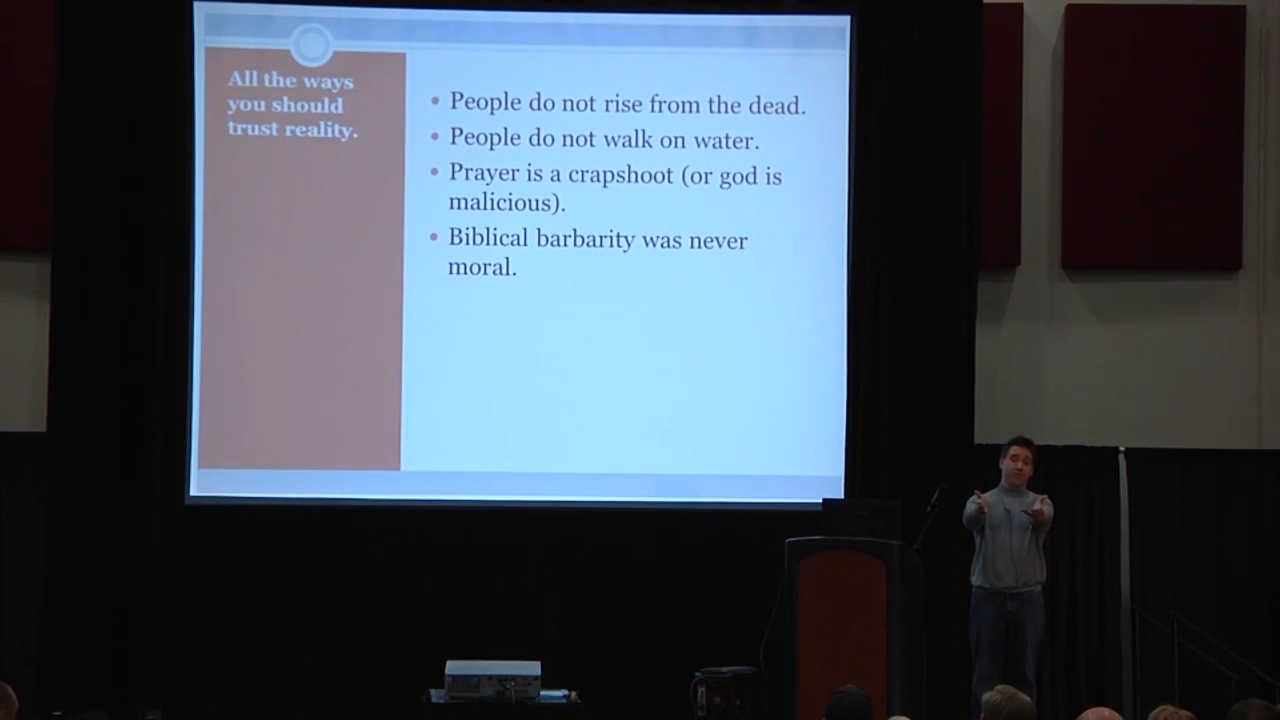 All the ways
you should
trust reality.
• People do not rise from the dead.
• People do not walk on water.
• Prayer is a crapshoot (or god is
malicious).
• Biblical barbarity was never
moral.